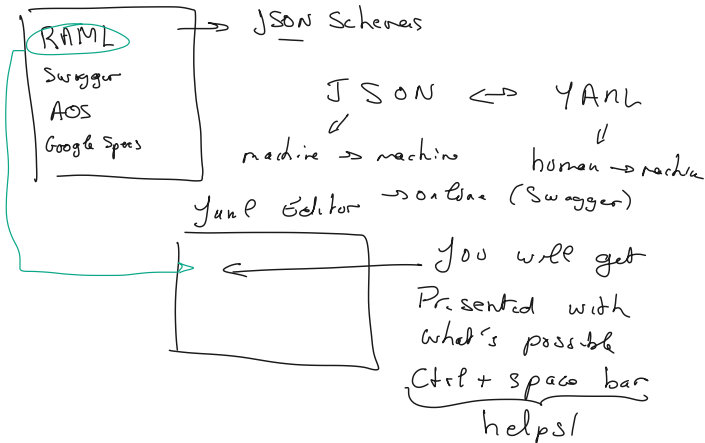 RAML
Swagger
AOS
Google Specs
JSON Schemas
JSON <-> YAML
machine -> machine
human -> machine
Yaml Editor -> online (Swagger)
You will get
Presented with
what's possible
Ctrl + space bar
helps!